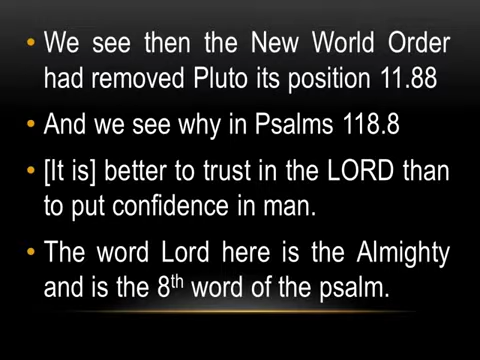 • We see then the New World Order
had removed Pluto its position 11.88
• And we see why in Psalms 118.8
• [It is] better to trust in the LORD than
to put confidence in man.
• The word Lord here is the Almighty
and is the 8th word of the psalm.